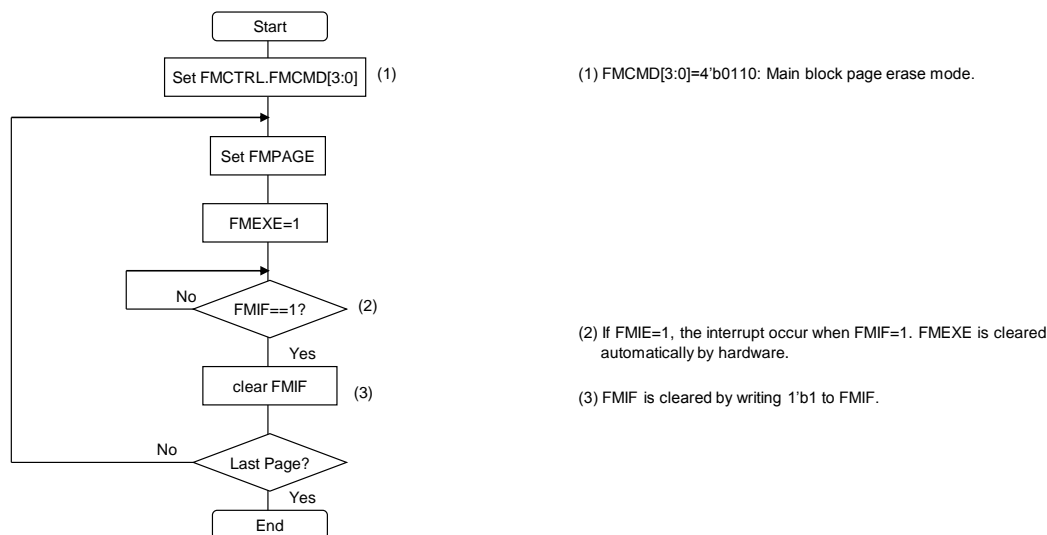 Start
Set FMCTRL.FMCMD[3:0]
(1)
(1) FMCMD[3:0]=4'b0110: Main block page erase mode.
Set FMPAGE
FMEXE=1
No
FMIF==1?
(2)
Yes
(2) If FMIE=1, the interrupt occur when FMIF=1. FMEXE is cleared
automatically by hardware.
clear FMIF
(3)
(3) FMIF is cleared by writing 1'b1 to FMIF.
No
Last Page?
Yes
End